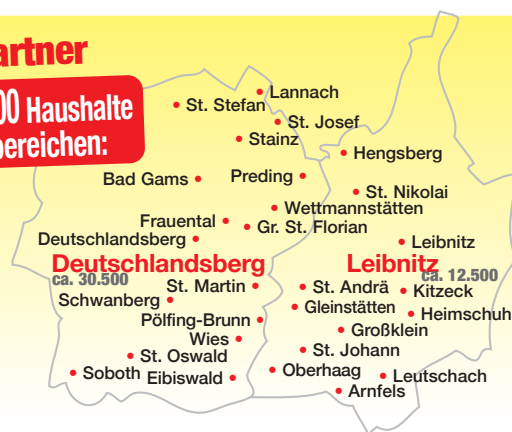 artner
00 Haushalte
bereichen:
Lannach
St. Stefan
St. Josef
Stainz
Hengsberg
Bad Gams
Preding
St. Nikolai
Wettmannstätten
Frauental
Gr. St. Florian
Deutschlandsberg
Leibnitz
Deutschlandsberg
Leibnitz
ca. 30.500
ca. 12.500
St. Martin
St. Andrä
Kitzeck
Schwanberg
Gleinstätten
Heimschuh
Pölfing-Brunn
Großklein
Wies
St. Johann
St. Oswald
Oberhaag
Soboth
Eibiswald
Leutschach
Arnfels